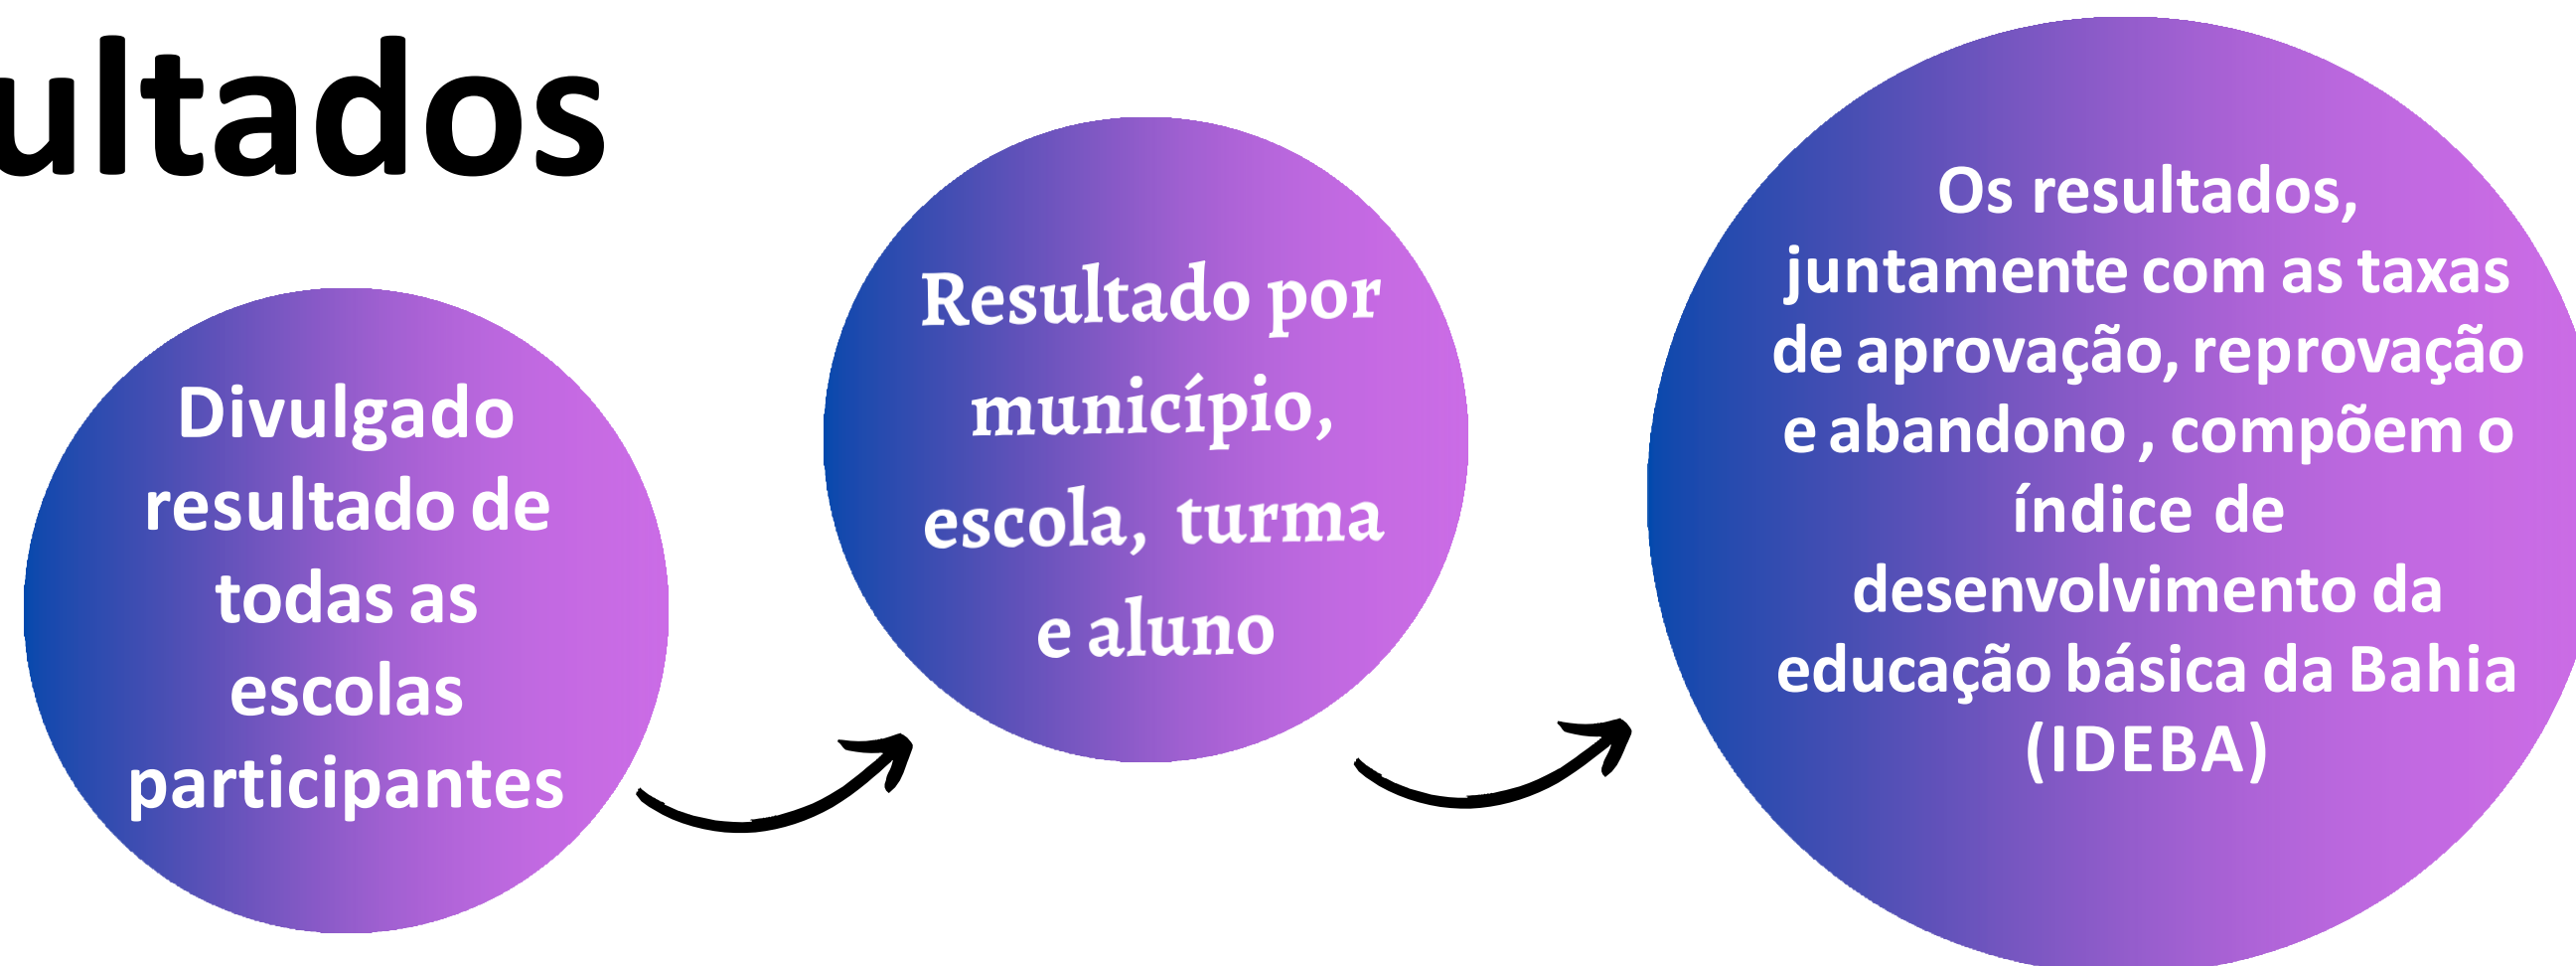 ultados
Divulgado
resultado de
todas as
escolas
participantes
Resultado por
município,
escola, turma
e aluno
Os resultados,
juntamente com as taxas
de aprovação, reprovação
e abandono , compõem o
índice de
desenvolvimento da
educação básica da Bahia
(IDEBA)